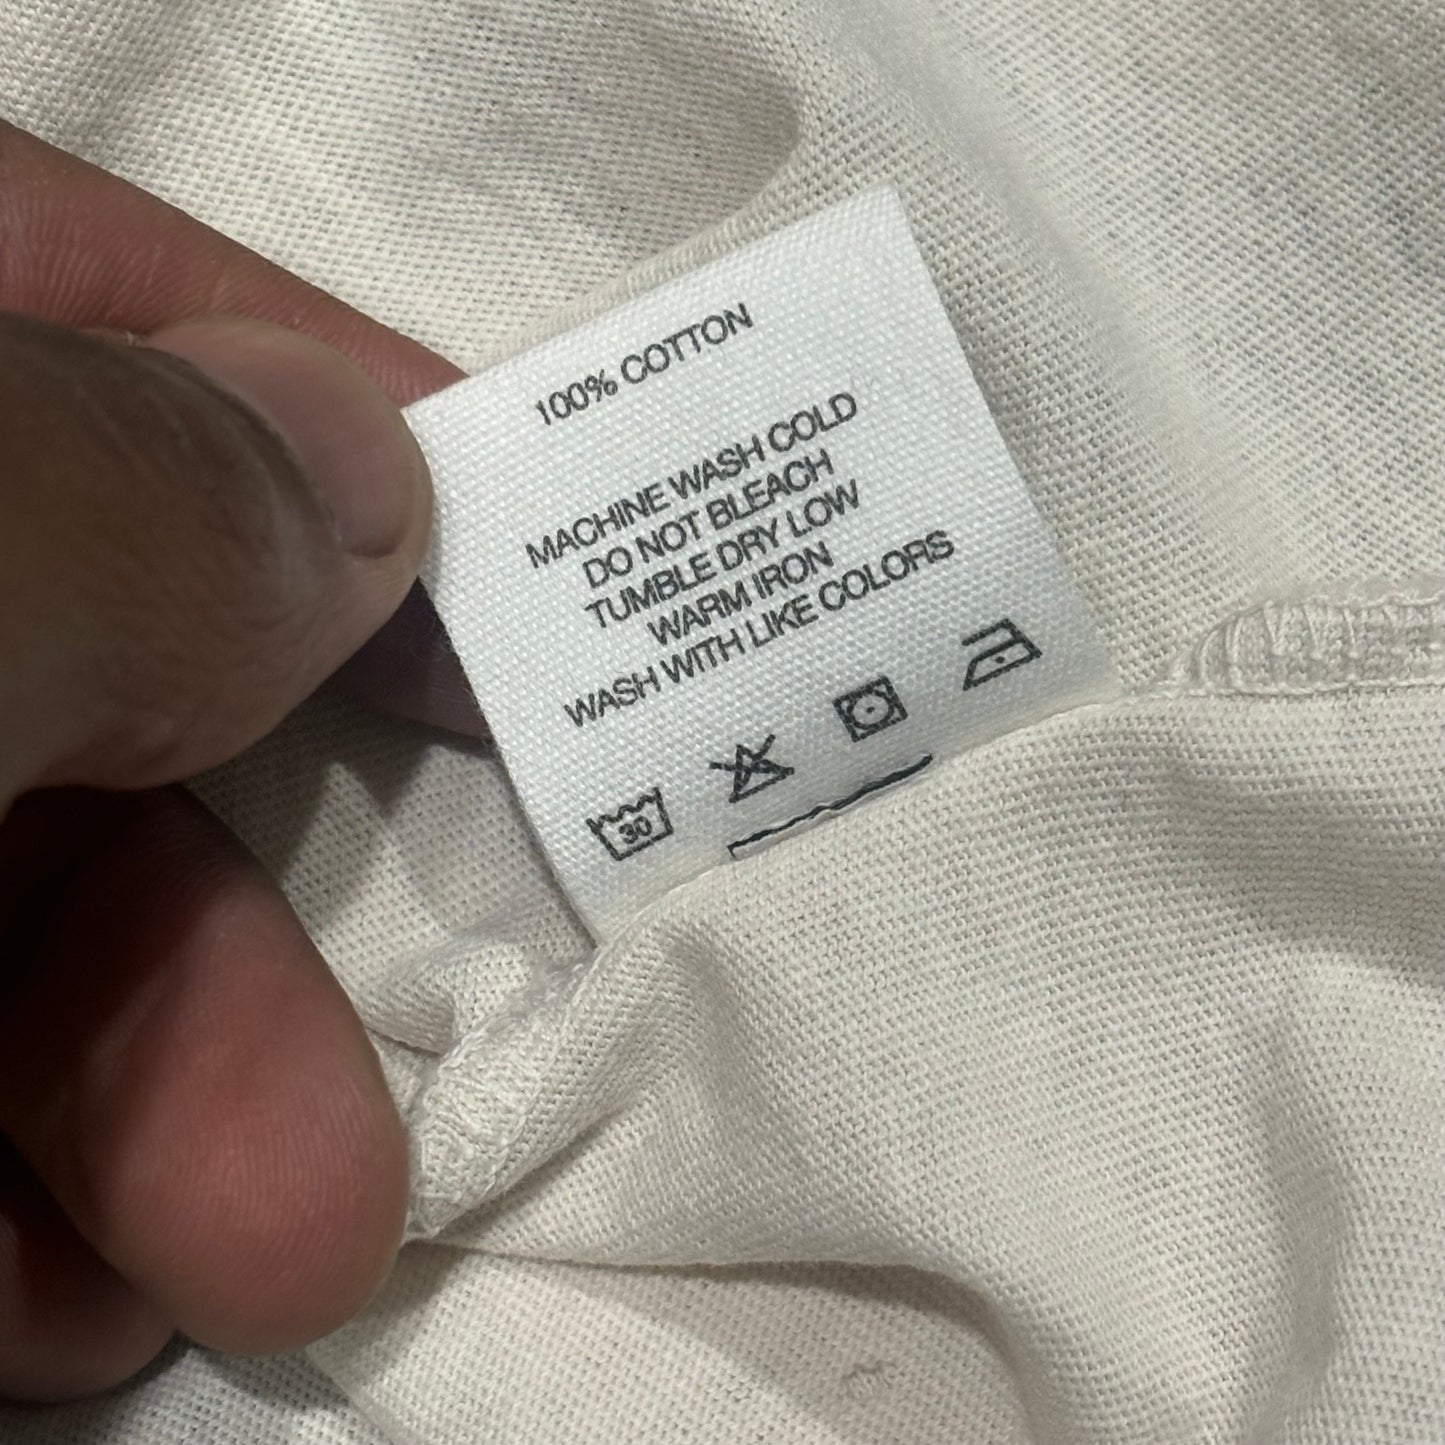 100% COTTON
MACHINE WASH COLD
DO NOT BLEACH
TUMBLE DRY LOW
WARM IRON
WASH WITH LIKE COLORS
30